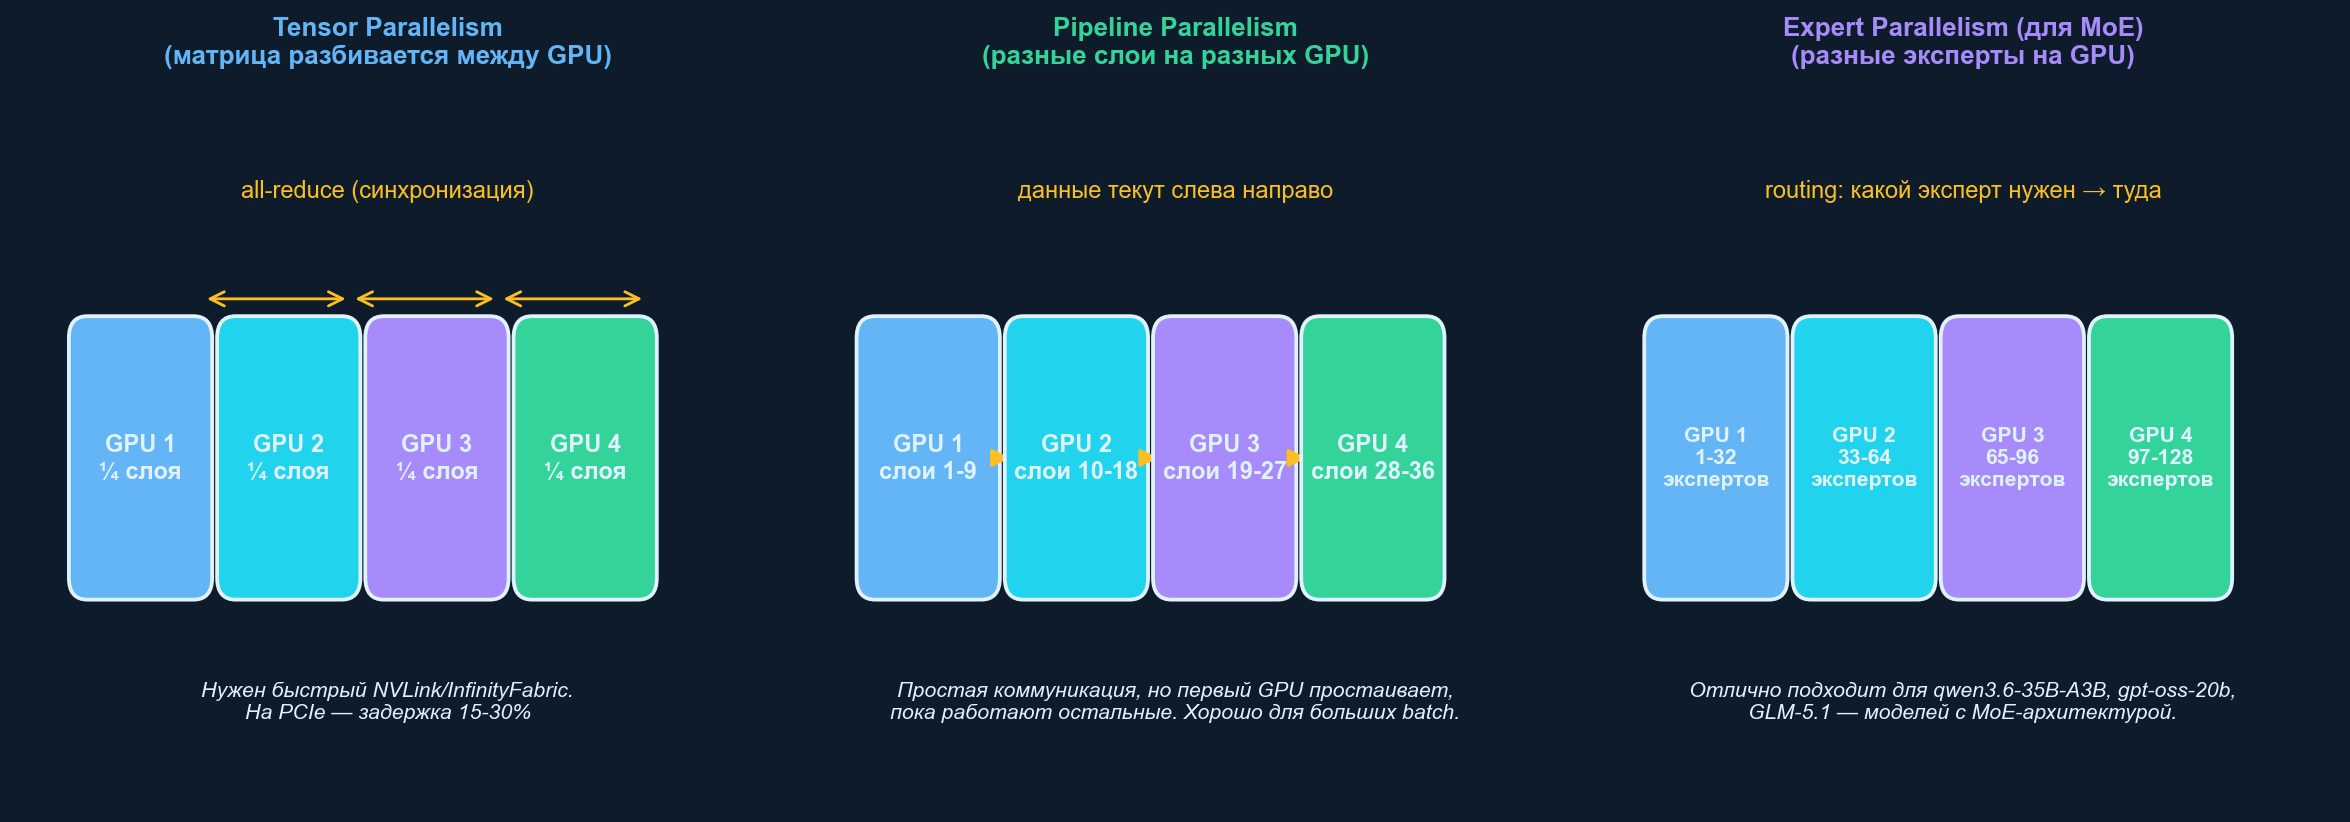 Tensor Parallelism
(матрица разбивается между GPU)
all-reduce (синхронизация)
GPU 1
¼ слоя
GPU 2
¼ слоя
GPU 3
¼ слоя
GPU 4
¼ слоя
Нужен быстрый NVLink/InfinityFabric.
На PCIe — задержка 15-30%
Pipeline Parallelism
(разные слои на разных GPU)
данные текут слева направо
GPU 1
слои 1-9
GPU 2
слои 10-18
GPU 3
слои 19-27
GPU 4
слои 28-36
Простая коммуникация, но первый GPU простаивает,
пока работают остальные. Хорошо для больших batch.
Expert Parallelism (для MoE)
(разные эксперты на GPU)
routing: какой эксперт нужен → туда
GPU 1
1-32
экспертов
GPU 2
33-64
экспертов
GPU 3
65-96
экспертов
GPU 4
97-128
экспертов
Отлично подходит для qwen3.6-35B-A3B, gpt-oss-20b,
GLM-5.1 — моделей с MoE-архитектурой.